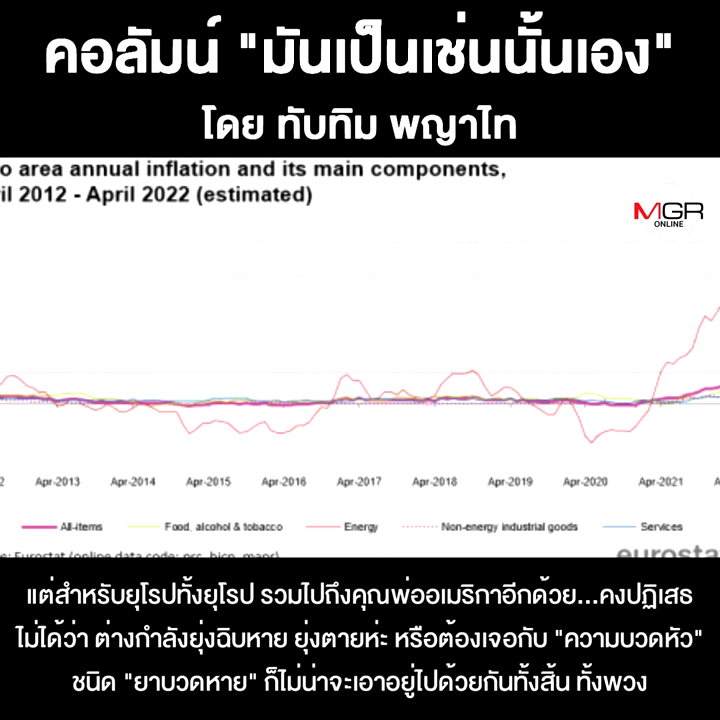 คอลัมน์ "มันเป็นเช่นนั้นเอง"
โดย ทับทิม พญาไท
o area annual inflation and its main components,
il 2012 - April 2022 (estimated)
MGR
ONLINE
2 Apr-2013 Apr-2014 Apr-2015 Apr-2016 Apr-2017 Apr-2018 Apr-2019 Apr-2020 Apr-2021 A
All-items Food, alcohol & tobacco Energy Non-energy industrial goods Services
e: Eurostat (online data code: prc_hicp_manr)
eurosta
แต่สำหรับยุโรปทั้งยุโรป รวมไปถึงคุณพ่ออเมริกาอีกด้วย...คงปฏิเสธ
ไม่ได้ว่า ต่างกำลังยุ่งฉิบหาย ยุ่งตายห่ะ หรือต้องเจอกับ "ความบวดหัว"
ชนิด "ยาบวดหาย" ก็ไม่น่าจะเอาอยู่ไปด้วยกันทั้งสิ้น ทั้งพวง